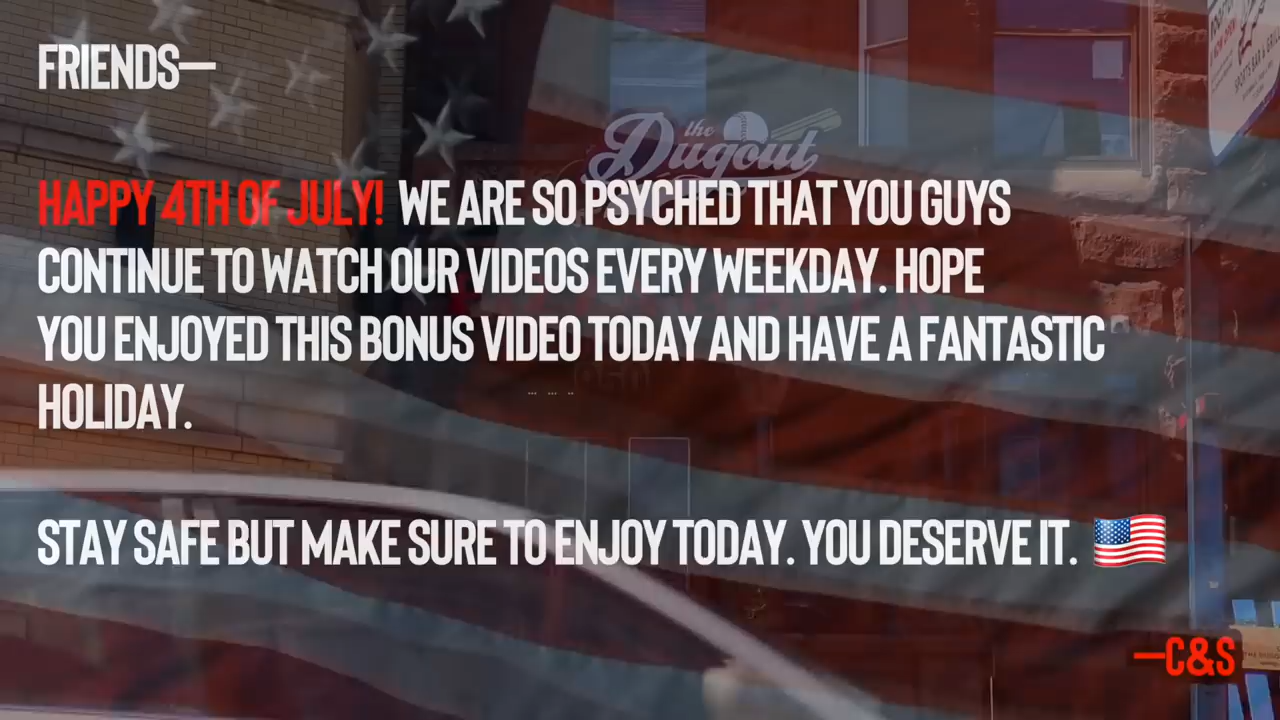 FRIENDS—
the
Dugout
HAPPY 4TH OF JULY! WE ARE SO PSYCHED THAT YOU GUYS
CONTINUE TO WATCH OUR VIDEOS EVERY WEEKDAY. HOPE
YOU ENJOYED THIS BONUS VIDEO TODAY AND HAVE A FANTASTIC
HOLIDAY.
STAY SAFE BUT MAKE SURE TO ENJOY TODAY. YOU DESERVE IT. 🇺🇸
—C&S